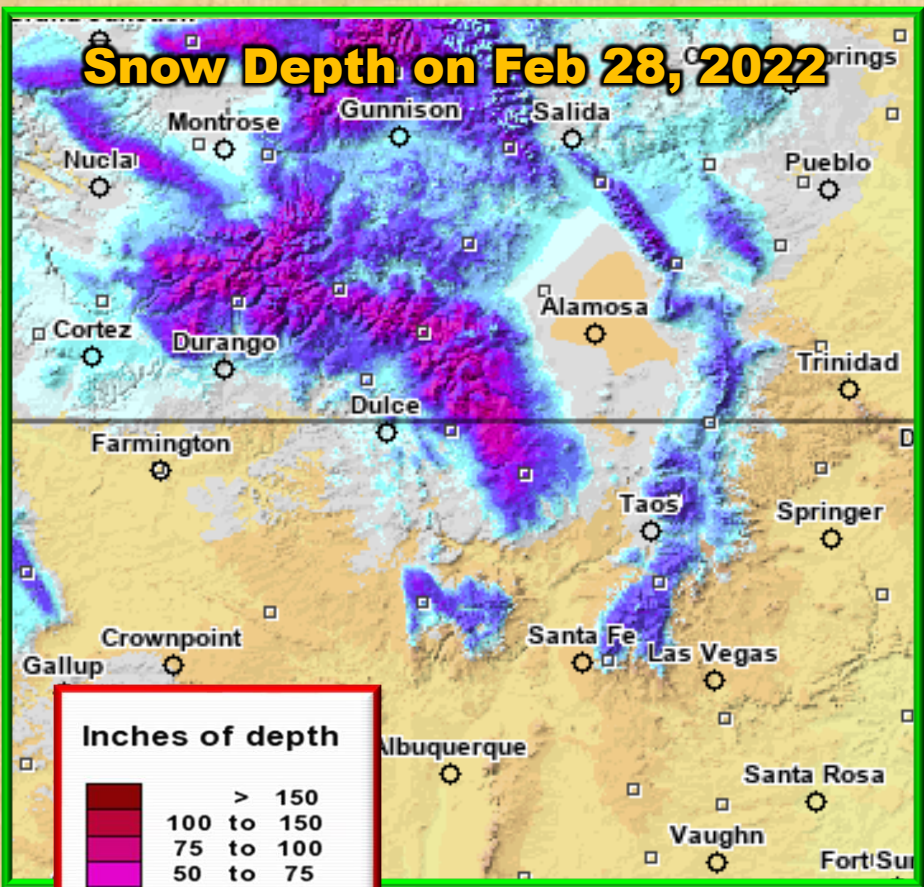 Snow Depth on Feb 28, 2022
Gunnison
Salida
Montrose
Nucla
Pueblo
Alamosa
Cortez
Durango
Trinidad
Dulce
Farmington
Taos
Springer
Crownpoint
Santa Fe
Las Vegas
Gallup
Inches of depth
Albuquerque
> 150
100 to 150
75 to 100
50 to 75
Santa Rosa
Vaughn
Fort Su